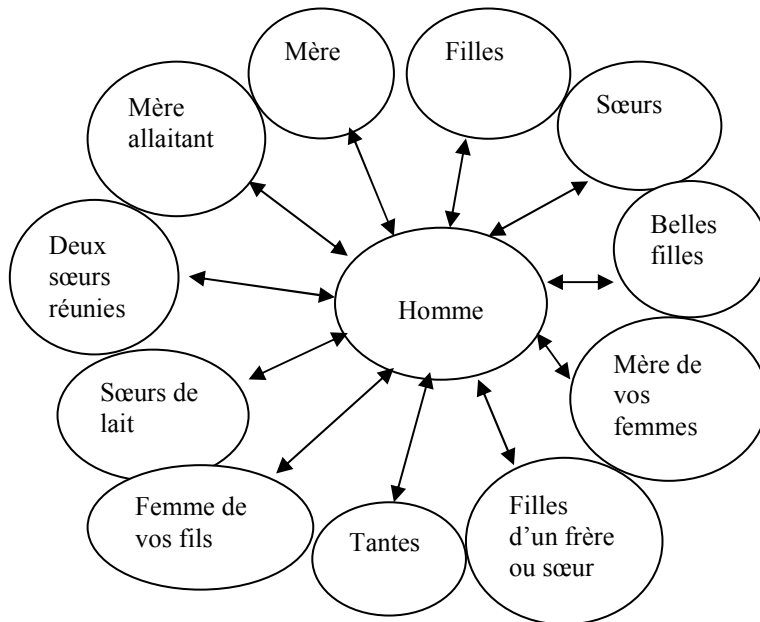 Mère
Filles
Sœurs
Mère
allaitant
Belles
filles
Deux
sœurs
réunies
Homme
Mère de
vos
femmes
Sœurs de
lait
Femme de
vos fils
Tantes
Filles
d’un frère
ou sœur